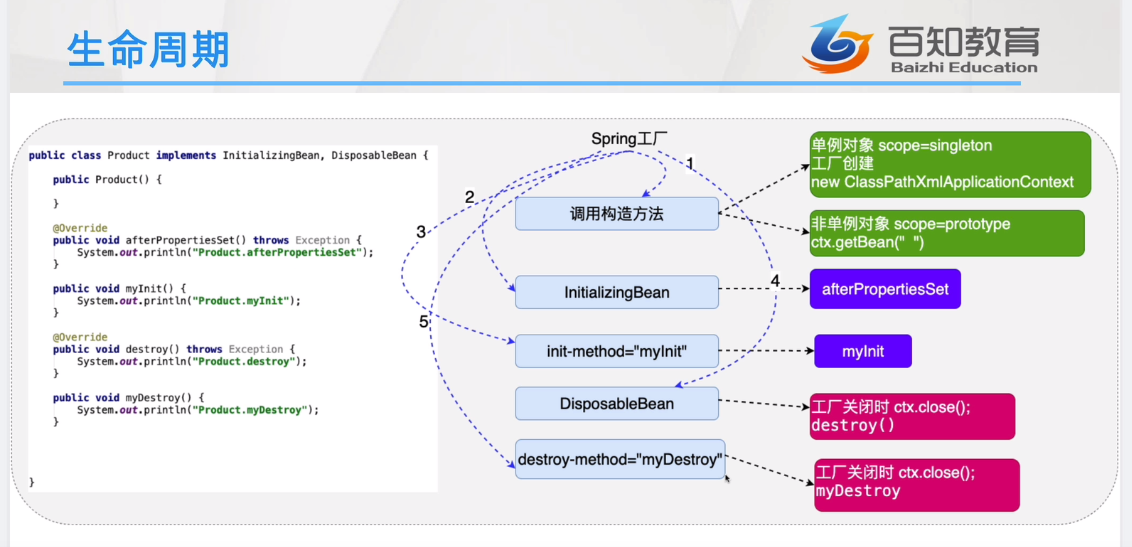 生命周期
百知教育
Baizhi Education
public class Product implements InitializingBean, DisposableBean {
public Product() {
}
@Override
public void afterPropertiesSet() throws Exception {
System.out.println("Product.afterPropertiesSet");
}
public void myInit() {
System.out.println("Product.myInit");
}
@Override
public void destroy() throws Exception {
System.out.println("Product.destroy");
}
public void myDestroy() {
System.out.println("Product.myDestroy");
}
}
Spring工厂
1
2
3
4
5
调用构造方法
InitializingBean
init-method="myInit"
DisposableBean
destroy-method="myDestroy"
单例对象 scope=singleton
工厂创建
new ClassPathXmlApplicationContext
非单例对象 scope=prototype
ctx.getBean(" ")
afterPropertiesSet
myInit
工厂关闭时 ctx.close();
destroy()
工厂关闭时 ctx.close();
myDestroy